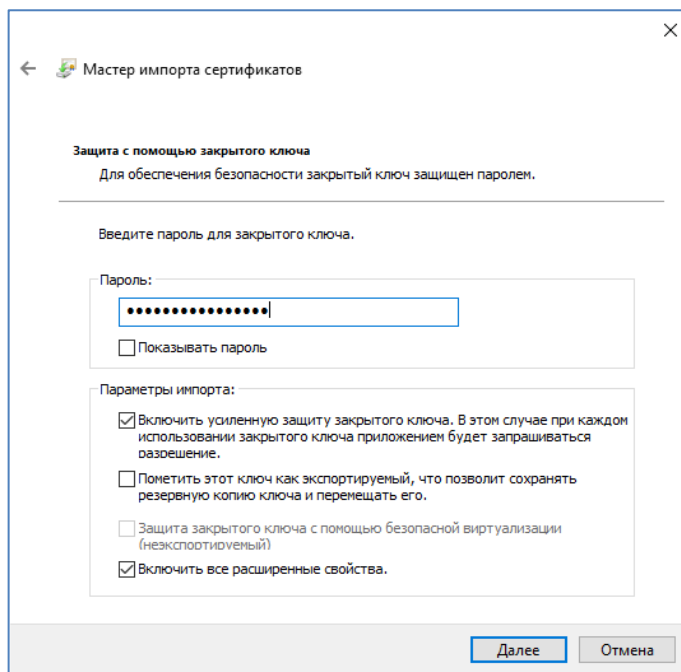 Мастер импорта сертификатов
Защита с помощью закрытого ключа
Для обеспечения безопасности закрытый ключ защищен паролем.
Введите пароль для закрытого ключа.
Пароль:
••••••••••••••••
Показывать пароль
Параметры импорта:
Включить усиленную защиту закрытого ключа. В этом случае при каждом
использовании закрытого ключа приложением будет запрашиваться
разрешение.
Пометить этот ключ как экспортируемый, что позволит сохранять
резервную копию ключа и перемещать его.
Защита закрытого ключа с помощью безопасной виртуализации
(неэкспортируемый)
Включить все расширенные свойства.
Далее
Отмена